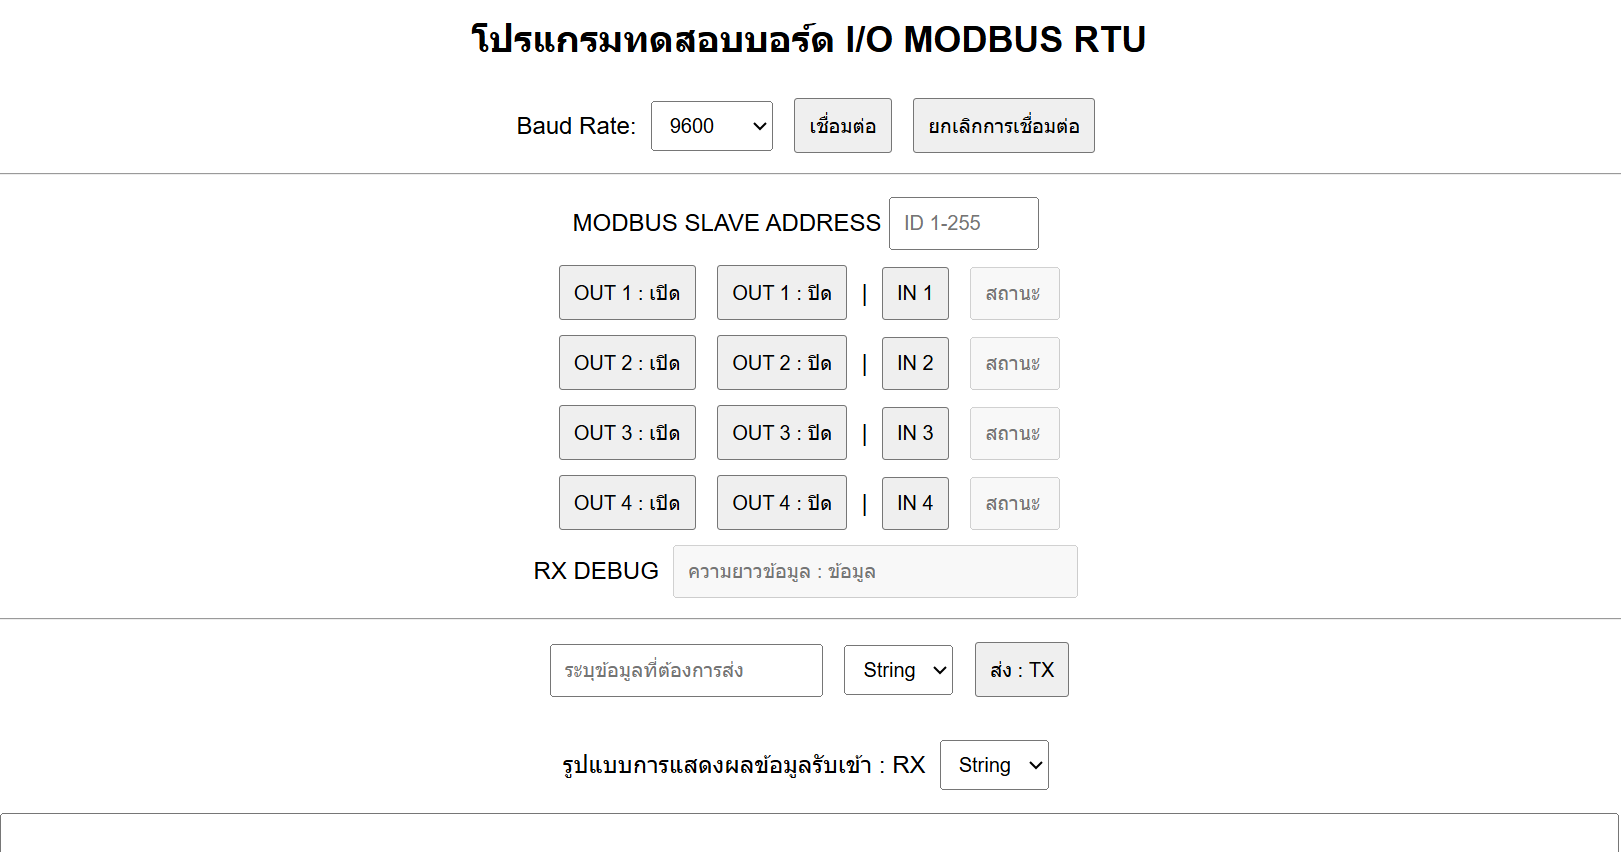 โปรแกรมทดสอบบอร์ด I/O MODBUS RTU
Baud Rate: 9600 เชื่อมต่อ ยกเลิกการเชื่อมต่อ
MODBUS SLAVE ADDRESS ID 1-255
OUT 1 : เปิด OUT 1 : ปิด | IN 1 สถานะ
OUT 2 : เปิด OUT 2 : ปิด | IN 2 สถานะ
OUT 3 : เปิด OUT 3 : ปิด | IN 3 สถานะ
OUT 4 : เปิด OUT 4 : ปิด | IN 4 สถานะ
RX DEBUG ความยาวข้อมูล : ข้อมูล
ระบุข้อมูลที่ต้องการส่ง String ส่ง : TX
รูปแบบการแสดงผลข้อมูลรับเข้า : RX String